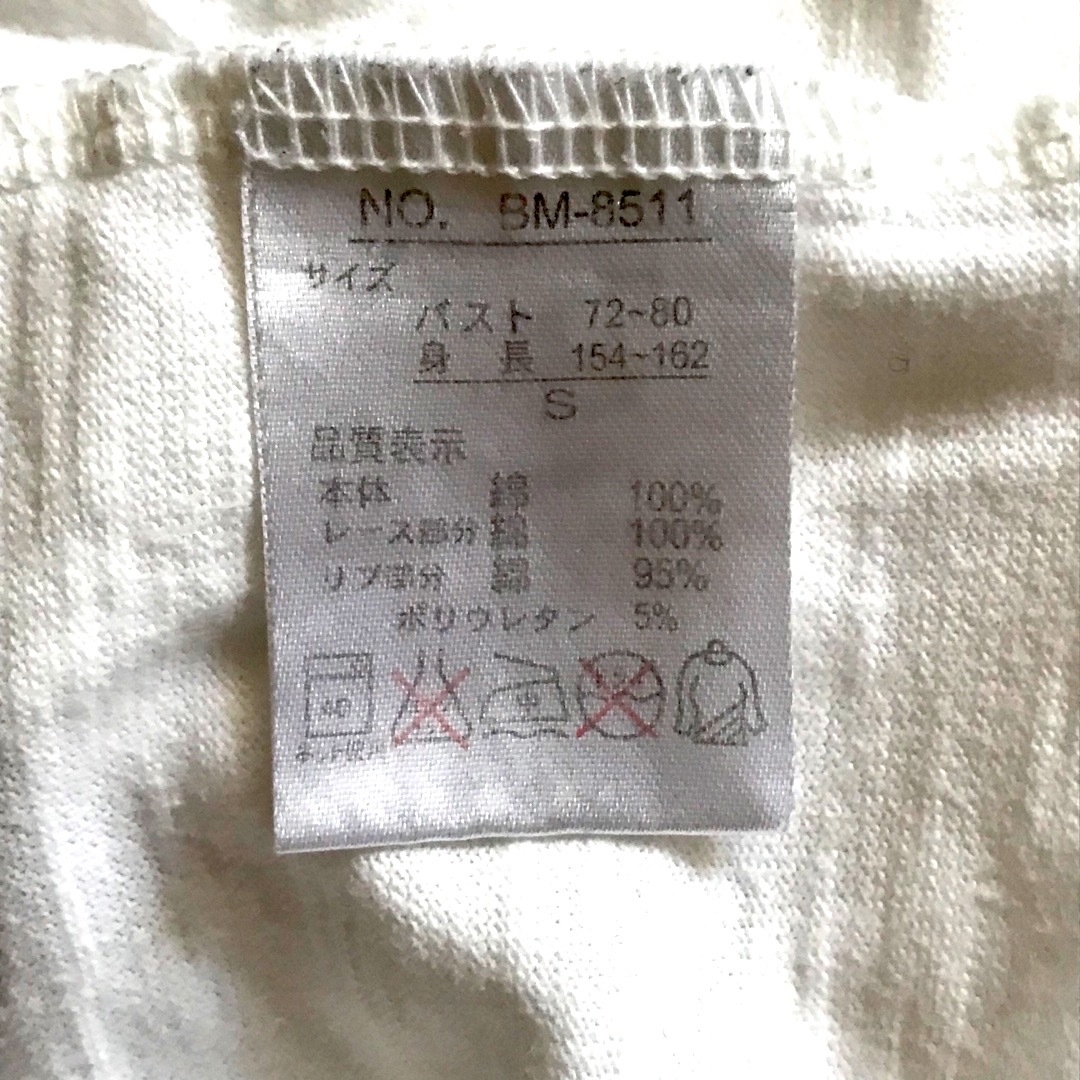 NO. BM-8511
サイズ
バスト 72~80
身 長 154~162
S
品質表示
本体 綿 100%
レース部分 綿 100%
リブ部分 綿 95%
ポリウレタン 5%